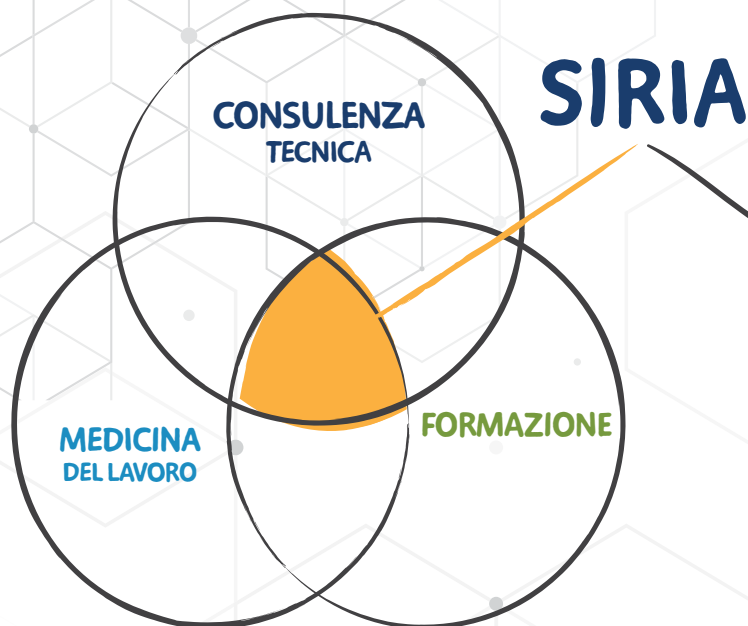 SIRIA
CONSULENZA
TECNICA
MEDICINA
DEL LAVORO
FORMAZIONE